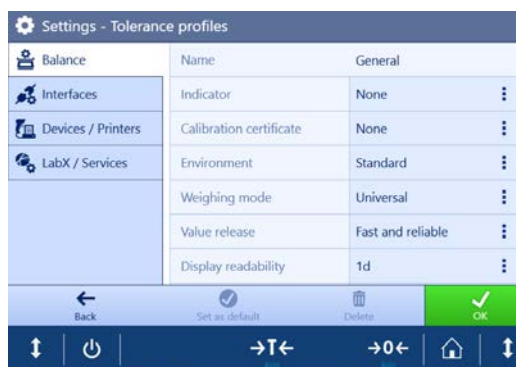 Settings - Tolerance profiles
Balance
Name General
Interfaces
Indicator None
Devices / Printers
Calibration certificate None
LabX / Services
Environment Standard
Weighing mode Universal
Value release Fast and reliable
Display readability 1d
Back Set as default Delete OK
→T← →0←